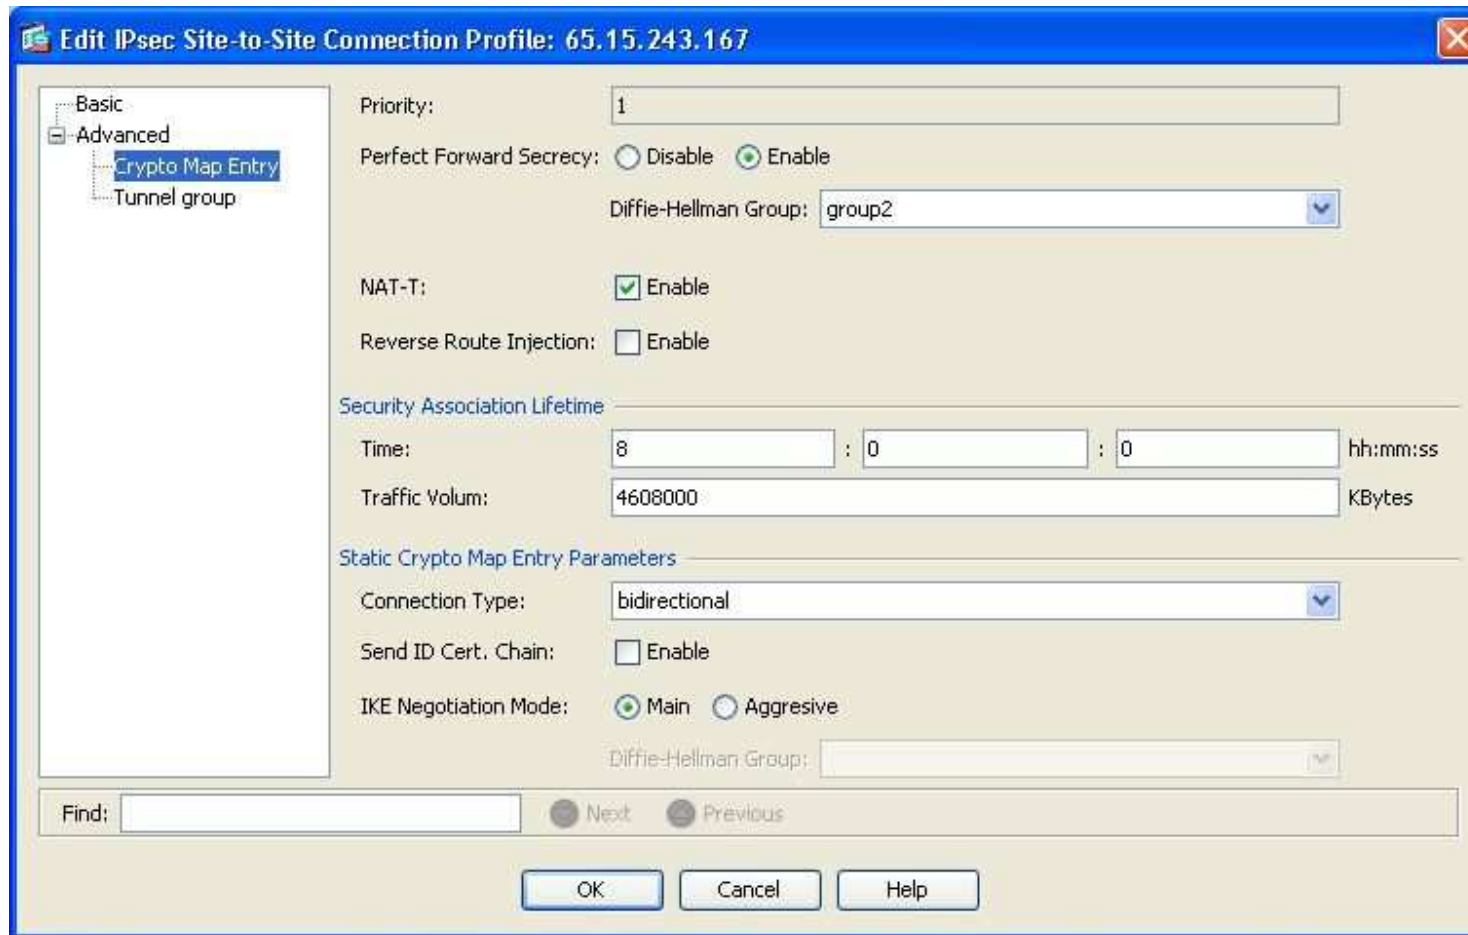 Edit IPsec Site-to-Site Connection Profile: 65.15.243.167
Basic
Advanced
Crypto Map Entry
Tunnel group
Priority: 1
Perfect Forward Secrecy: Disable Enable
Diffie-Hellman Group: group2
NAT-T: Enable
Reverse Route Injection: Enable
Security Association Lifetime
Time: 8 : 0 : 0 hh:mm:ss
Traffic Volum: 4608000 KBytes
Static Crypto Map Entry Parameters
Connection Type: bidirectional
Send ID Cert. Chain: Enable
IKE Negotiation Mode: Main Aggresive
Diffie-Hellman Group:
Find: Next Previous
OK Cancel Help